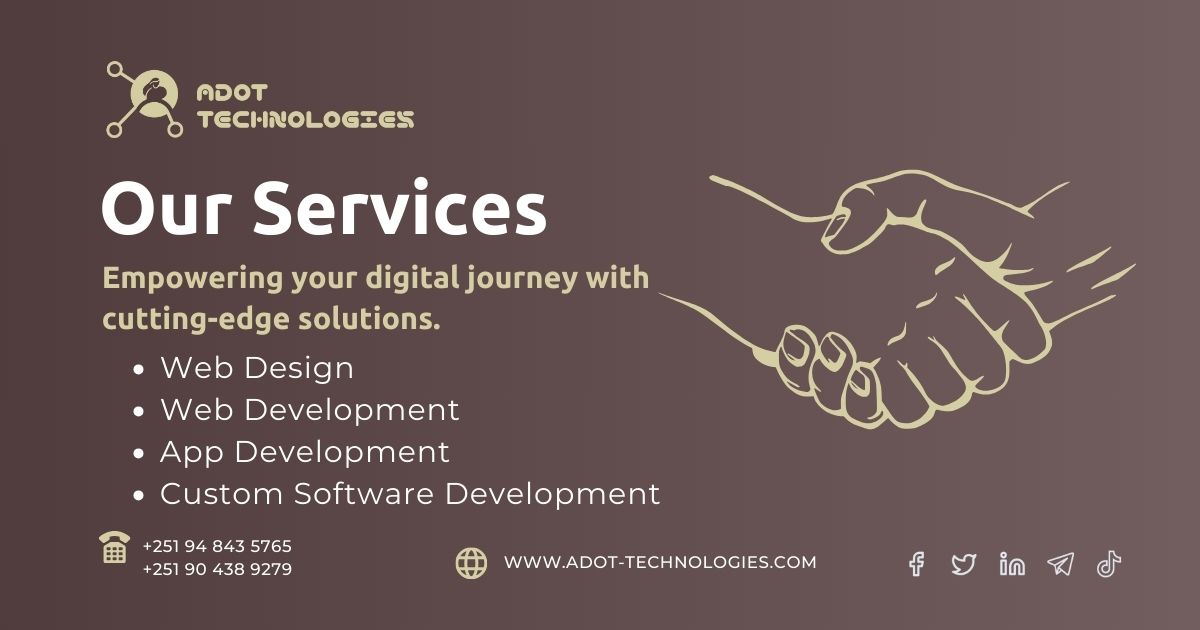 ADOT
TECHNOLOGIES
Our Services
Empowering your digital journey with
cutting-edge solutions.
• Web Design
• Web Development
• App Development
• Custom Software Development
+251 94 843 5765
+251 90 438 9279
WWW.ADOT-TECHNOLOGIES.COM